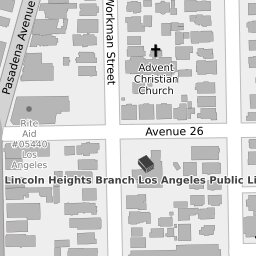 Pasadena Avenue
Workman Street
Advent
Christian
Church
Rite
Aid
#05440
Los
Angeles
Avenue 26
Lincoln Heights Branch Los Angeles Public Li